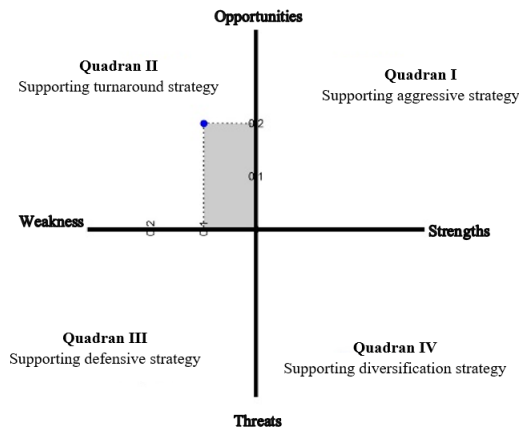 Opportunities
Quadran II
Supporting turnaround strategy
Quadran I
Supporting aggressive strategy
0.2
0.1
Weakness
0.2
0.1
Strengths
Quadran III
Supporting defensive strategy
Quadran IV
Supporting diversification strategy
Threats